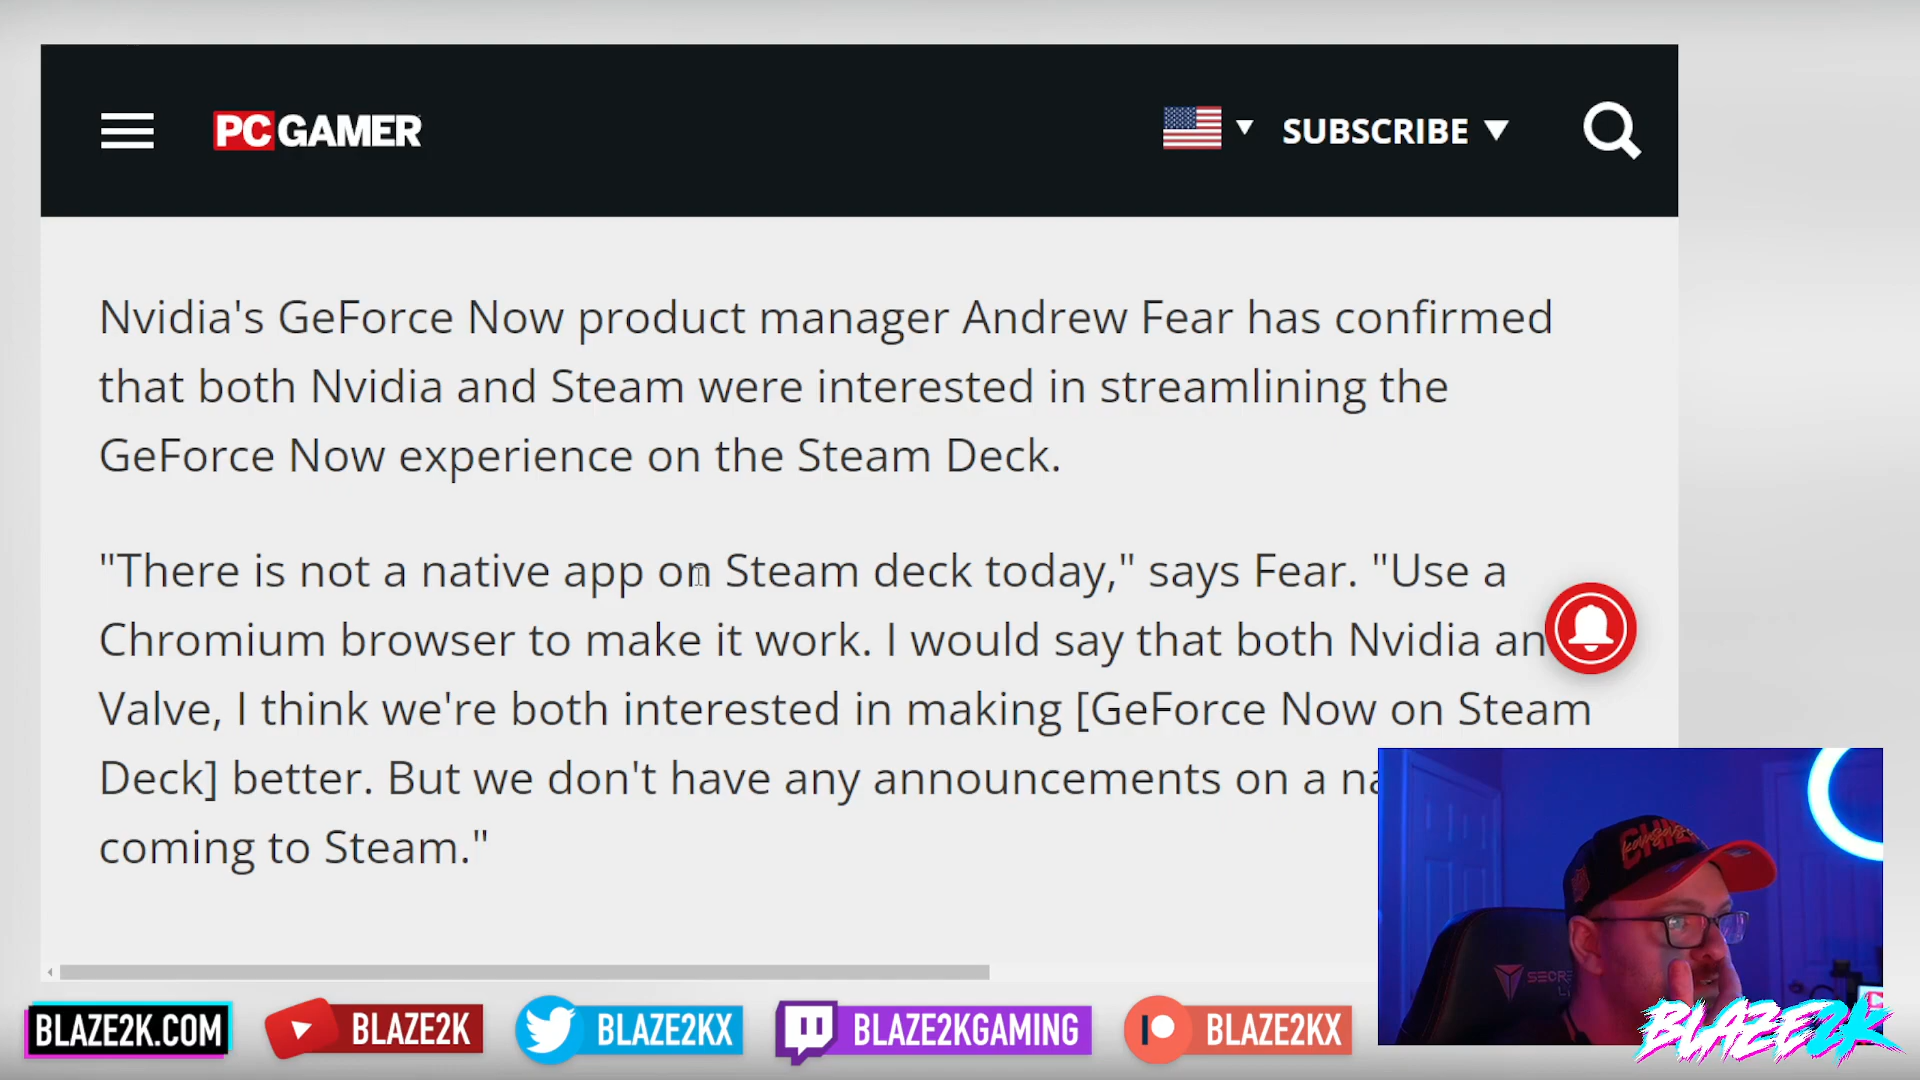 PC GAMER
SUBSCRIBE
Nvidia's GeForce Now product manager Andrew Fear has confirmed
that both Nvidia and Steam were interested in streamlining the
GeForce Now experience on the Steam Deck.
"There is not a native app on Steam deck today," says Fear. "Use a
Chromium browser to make it work. I would say that both Nvidia an
Valve, I think we're both interested in making [GeForce Now on Steam
Deck] better. But we don't have any announcements on a
coming to Steam."
BLAZE2K.COM
BLAZE2K
BLAZE2KX
BLAZE2KGAMING
BLAZE2KX
BLAZE2K